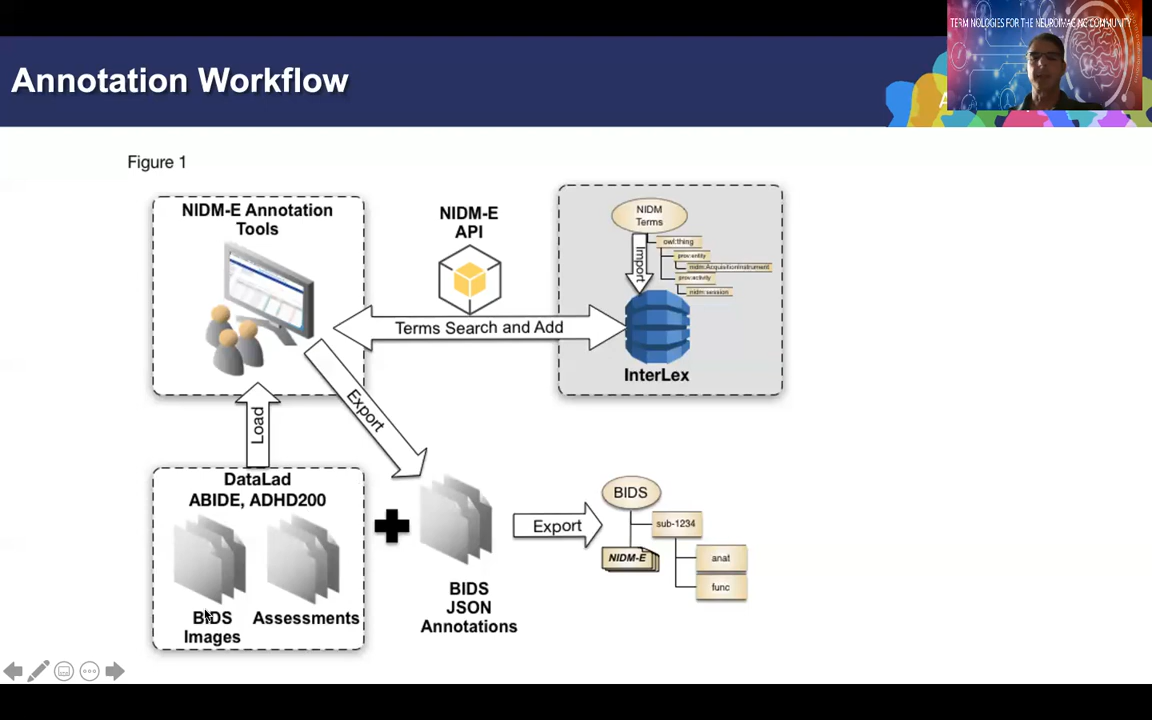 TERM NOLOGIES FOR THE NEUROIMAGING COMMUNITY
Annotation Workflow
Figure 1
NIDM-E Annotation
Tools
NIDM-E
API
NIDM
Terms
Import
owl:thing
prov:entity
nidm:AcquisitionInstrument
prov:activity
nidm:session
Terms Search and Add
InterLex
Load
Export
DataLad
ABIDE, ADHD200
BIDS
Images
Assessments
BIDS
JSON
Annotations
Export
BIDS
sub-1234
NIDM-E
anat
func